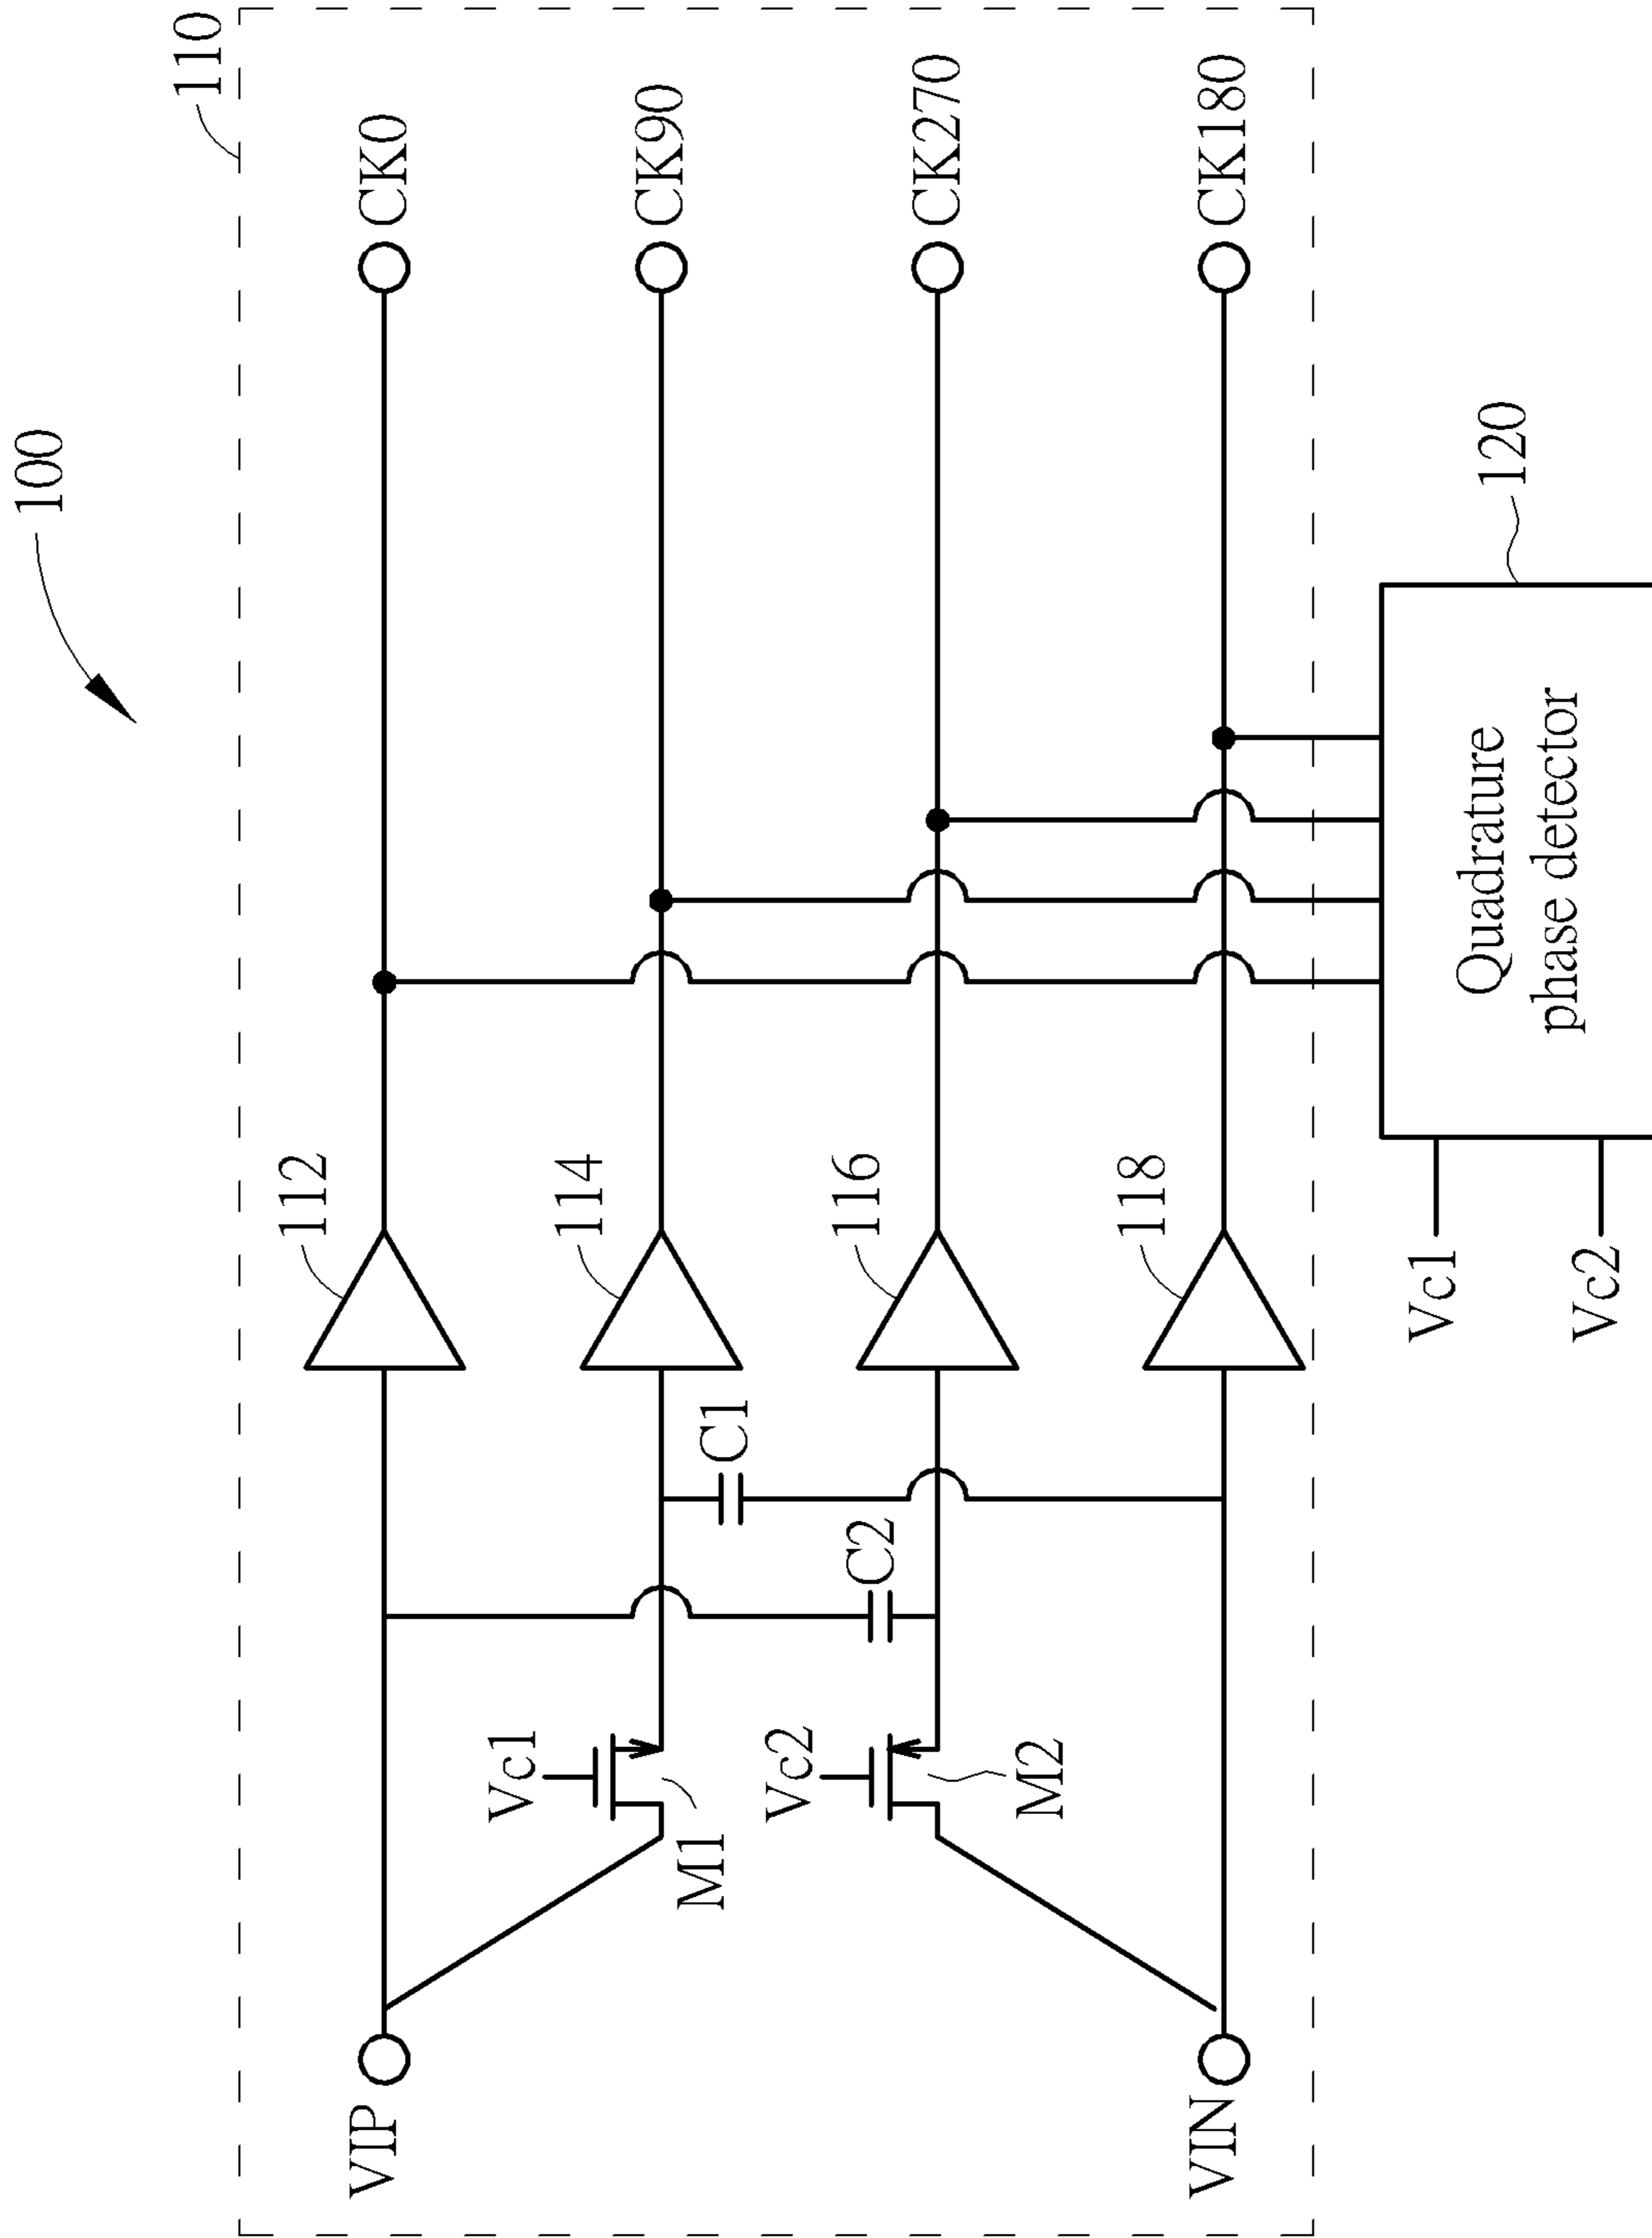 100
110
VIP
112
CK0
Vc1
M1
114
CK90
C1
C2
Vc2
M2
116
CK270
VIN
118
CK180
Vc1
Vc2
Quadrature
phase detector
120